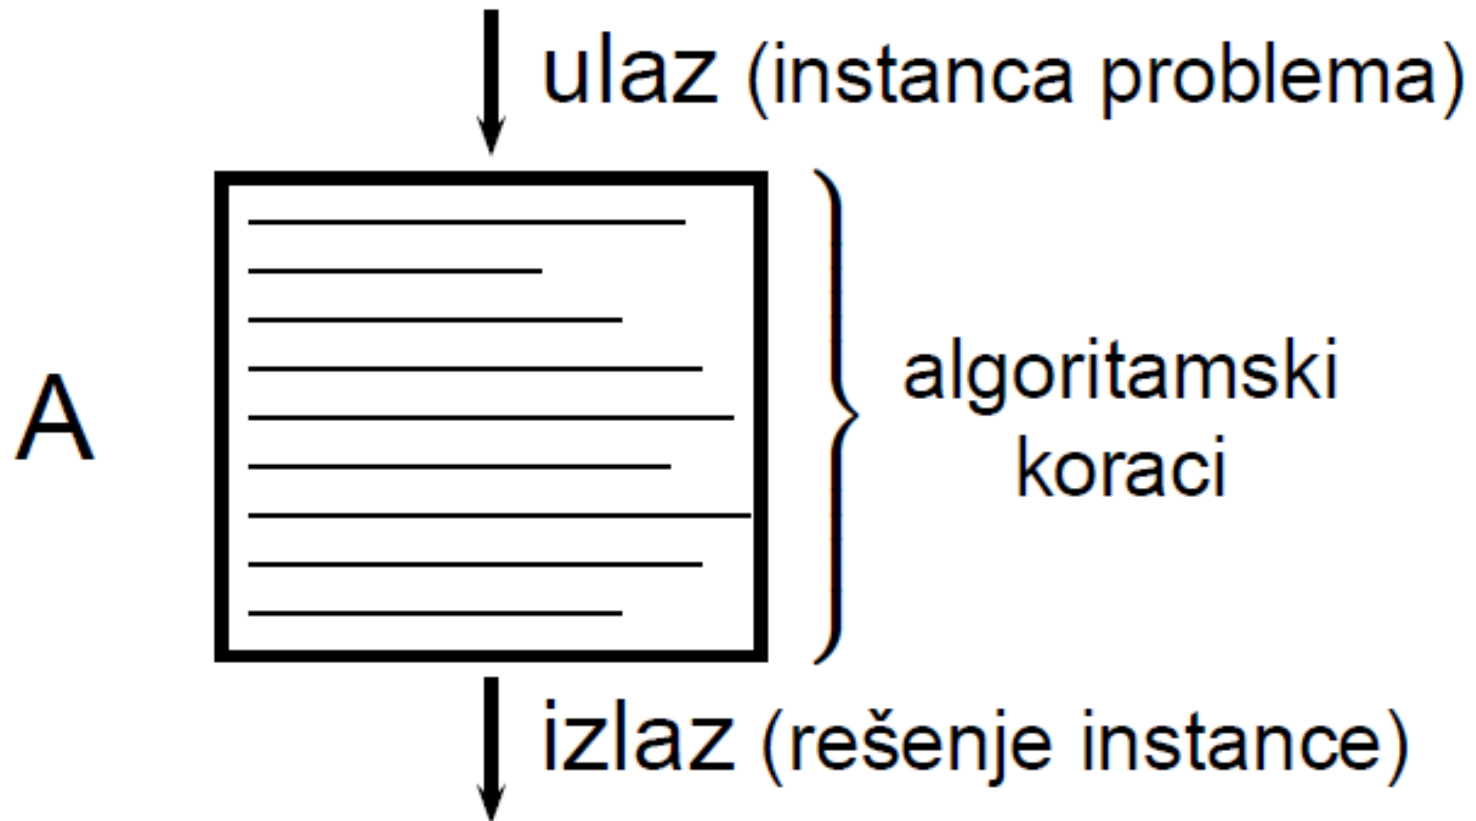 ulaz (instanca problema)
A
algoritamski
koraci
izlaz (rešenje instance)